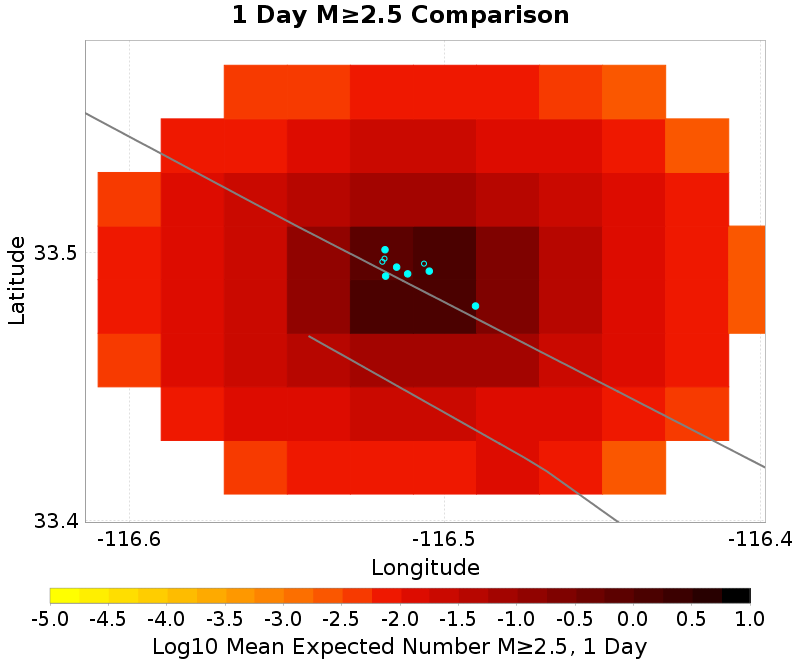 1 Day M≥2.5 Comparison
Latitude
33.5
33.4
-116.6 -116.5 -116.4
Longitude
-5.0 -4.5 -4.0 -3.5 -3.0 -2.5 -2.0 -1.5 -1.0 -0.5 0.0 0.5 1.0
Log10 Mean Expected Number M≥2.5, 1 Day